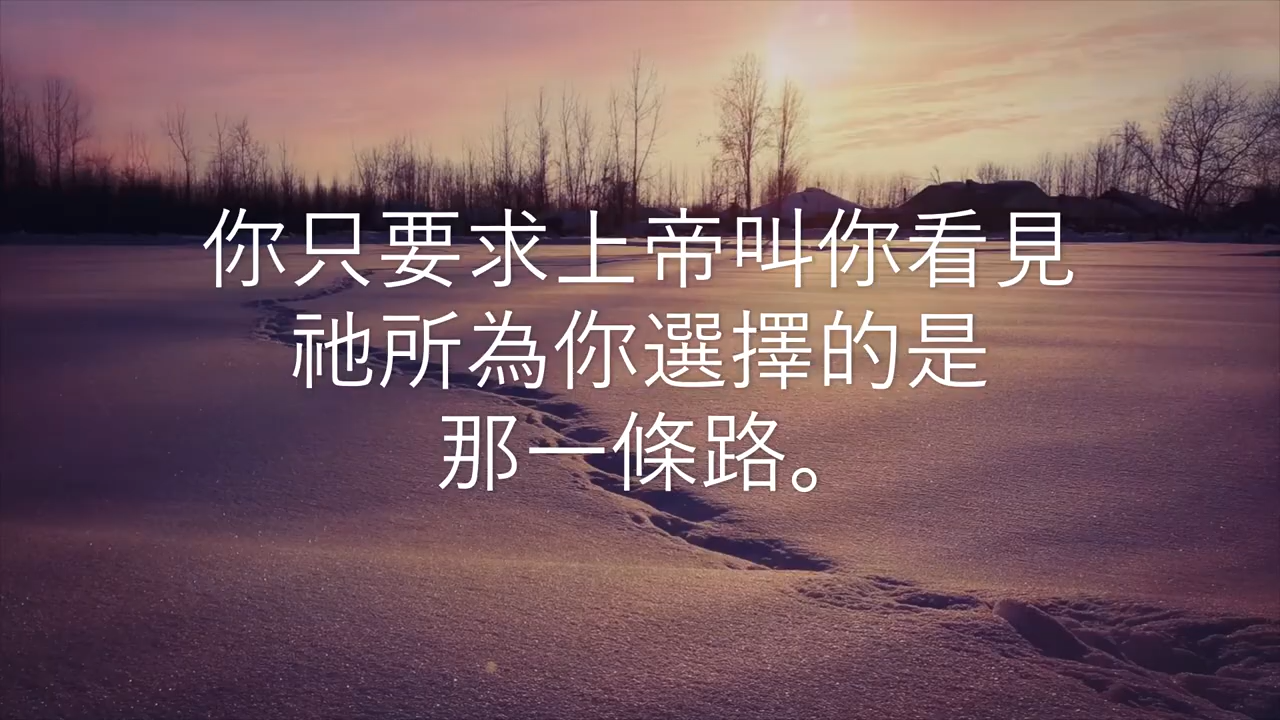 你只要求上帝叫你看見
祂所為你選擇的是
那一條路。